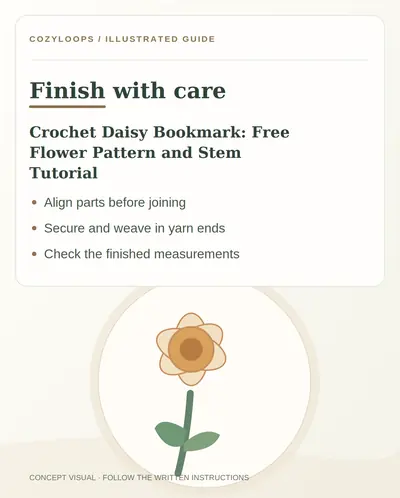 COZYLOOPS / ILLUSTRATED GUIDE
Finish with care
Crochet Daisy Bookmark: Free
Flower Pattern and Stem
Tutorial
• Align parts before joining
• Secure and weave in yarn ends
• Check the finished measurements
CONCEPT VISUAL · FOLLOW THE WRITTEN INSTRUCTIONS